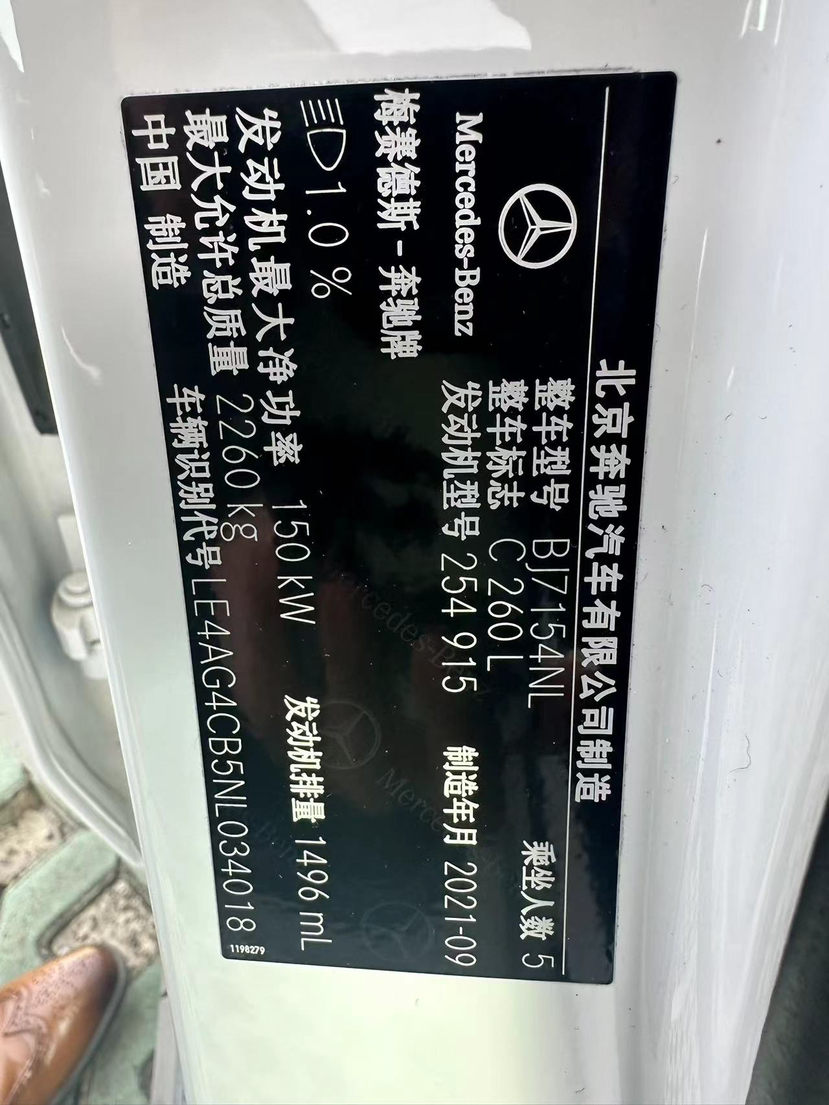 北京奔驰汽车有限公司制造
整车型号 BJ7154NL 乘坐人数 5
整车标志 C 260 L
Mercedes-Benz 发动机型号 254 915 制造年月 2021-09
梅赛德斯-奔驰牌
1.0 %
发动机最大净功率 150 kW 发动机排量 1496 mL
最大允许总质量 2260 kg
中国 制造 车辆识别代号 LE4AG4CB5NL034018
1198279
Mercedes-Benz